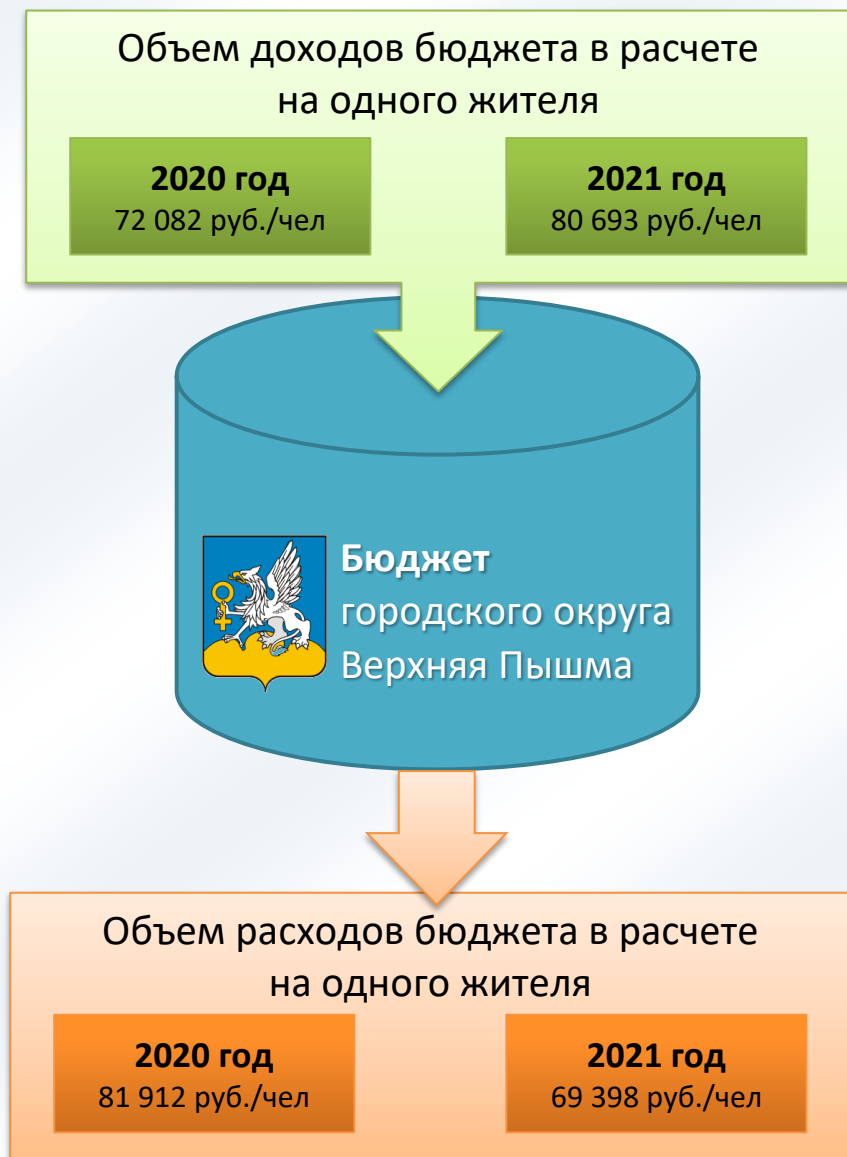 Объем доходов бюджета в расчете
на одного жителя
2020 год
72 082 руб./чел
2021 год
80 693 руб./чел
Бюджет
городского округа
Верхняя Пышма
Объем расходов бюджета в расчете
на одного жителя
2020 год
81 912 руб./чел
2021 год
69 398 руб./чел